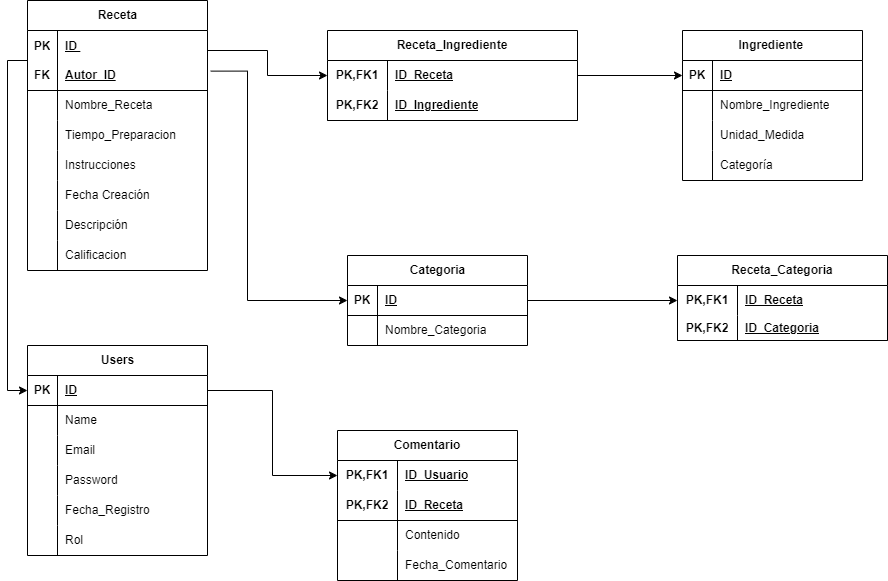 Receta
PK ID
FK Autor_ID
Nombre_Receta
Tiempo_Preparacion
Instrucciones
Fecha Creación
Descripción
Calificacion
Receta_Ingrediente
PK,FK1 ID_Receta
PK,FK2 ID_Ingrediente
Ingrediente
PK ID
Nombre_Ingrediente
Unidad_Medida
Categoría
Categoria
PK ID
Nombre_Categoria
Receta_Categoria
PK,FK1 ID_Receta
PK,FK2 ID_Categoria
Users
PK ID
Name
Email
Password
Fecha_Registro
Rol
Comentario
PK,FK1 ID_Usuario
PK,FK2 ID_Receta
Contenido
Fecha_Comentario